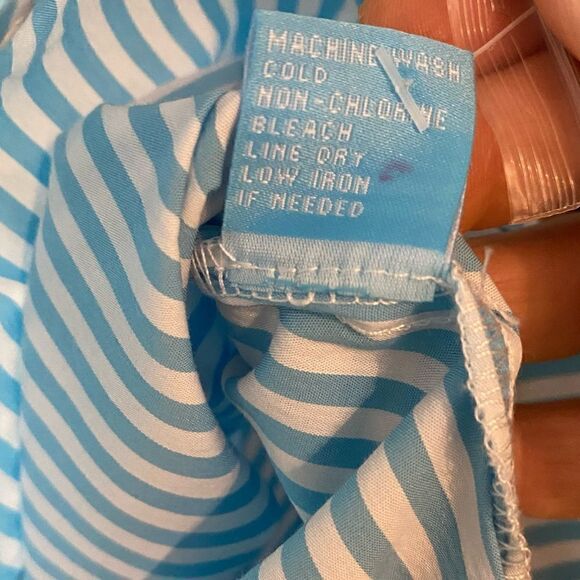 MACHINE WASH
COLD
NON-CHLORINE
BLEACH
LINE DRY
LOW IRON
IF NEEDED